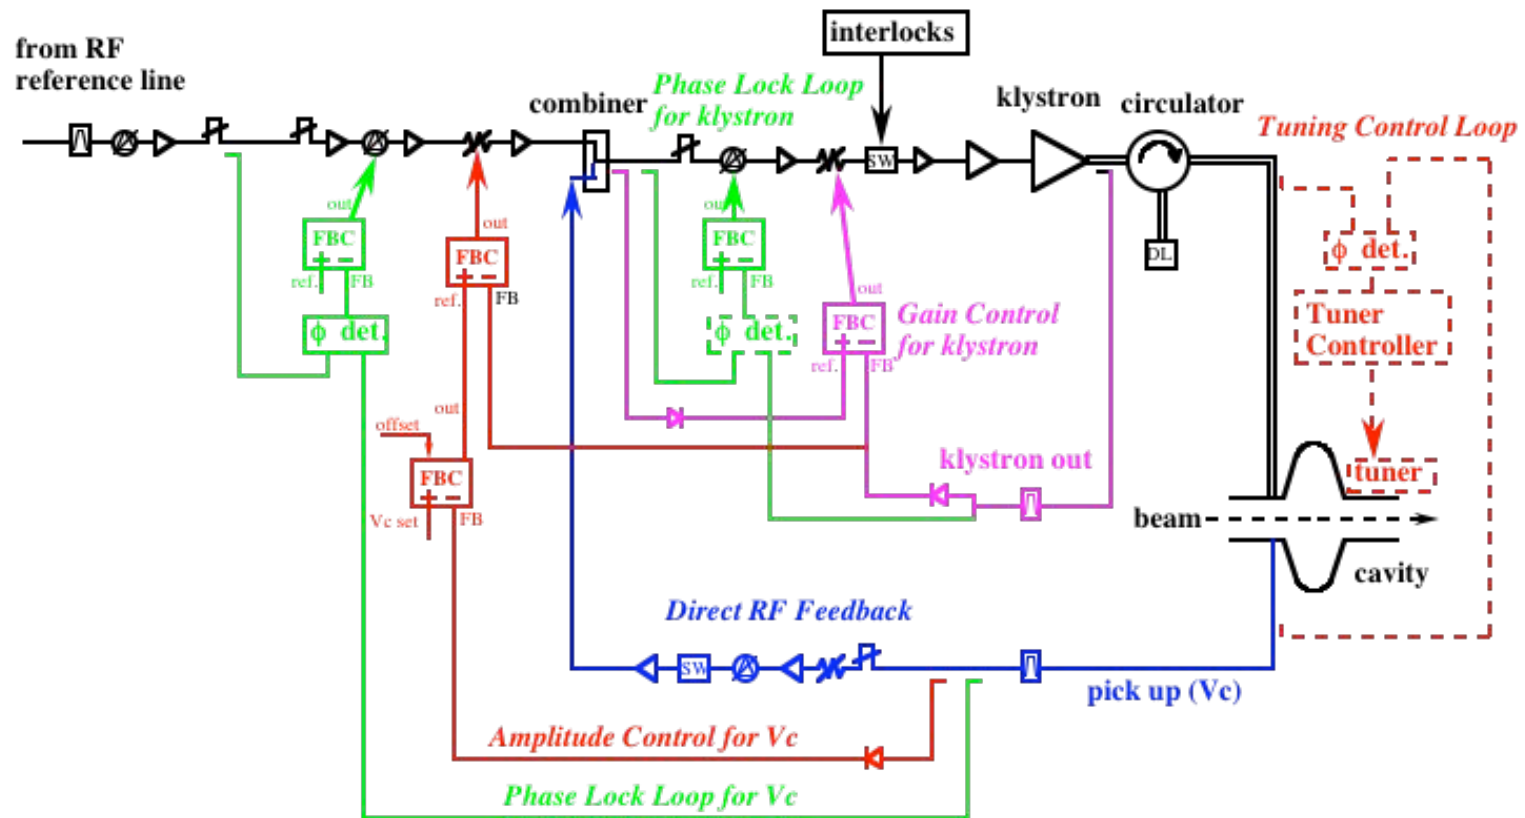 from RF
reference line
interlocks
Phase Lock Loop
for klystron
combiner
klystron
circulator
Tuning Control Loop
SW
out
FBC
+ −
ref.
FB
ϕ det.
out
FBC
+ −
ref.
FB
out
FBC
+ −
ref.
FB
ϕ det.
out
FBC
+ −
ref.
FB
Gain Control
for klystron
DL
ϕ det.
Tuner
Controller
tuner
offset
out
FBC
+ −
Vc set
FB
klystron out
beam
cavity
Direct RF Feedback
SW
pick up (Vc)
Amplitude Control for Vc
Phase Lock Loop for Vc